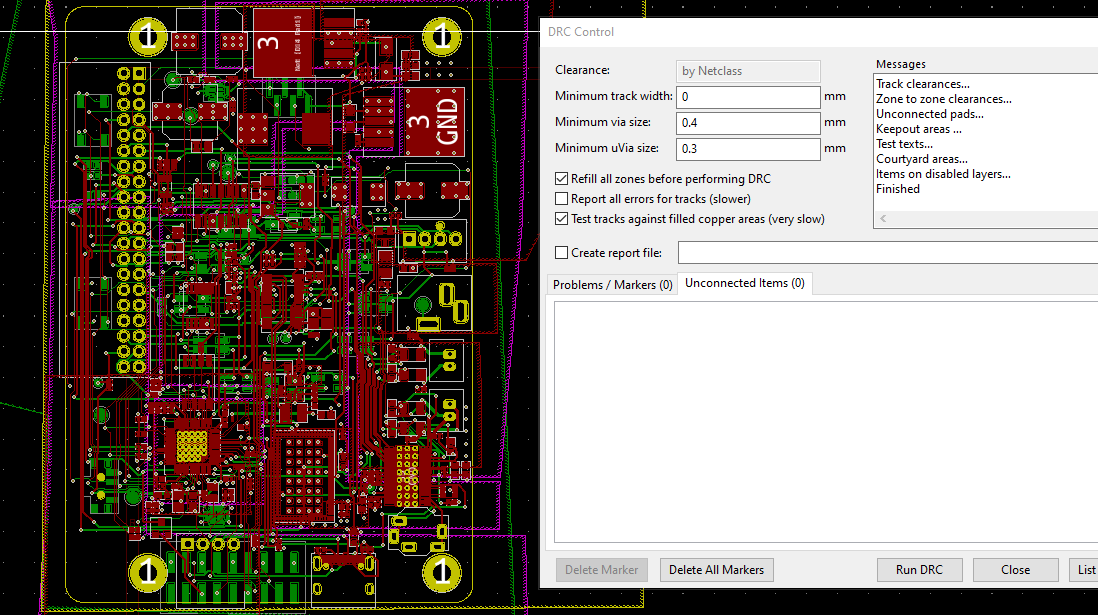 1
1
3
Net (D14 Pad1)
3
GND
1
1
DRC Control
Clearance:
by Netclass
Minimum track width:
0
mm
Minimum via size:
0.4
mm
Minimum uVia size:
0.3
mm
Refill all zones before performing DRC
Report all errors for tracks (slower)
Test tracks against filled copper areas (very slow)
Create report file:
Messages
Track clearances...
Zone to zone clearances...
Unconnected pads...
Keepout areas ...
Test texts...
Courtyard areas...
Items on disabled layers...
Finished
Problems / Markers (0)
Unconnected Items (0)
Delete Marker
Delete All Markers
Run DRC
Close
List